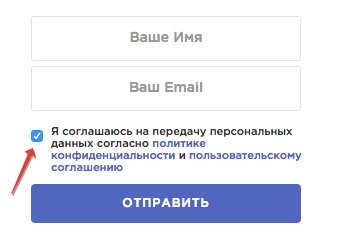 Ваше Имя
Ваш Email
Я соглашаюсь на передачу персональных
данных согласно политике
конфиденциальности и пользовательскому
соглашению
ОТПРАВИТЬ